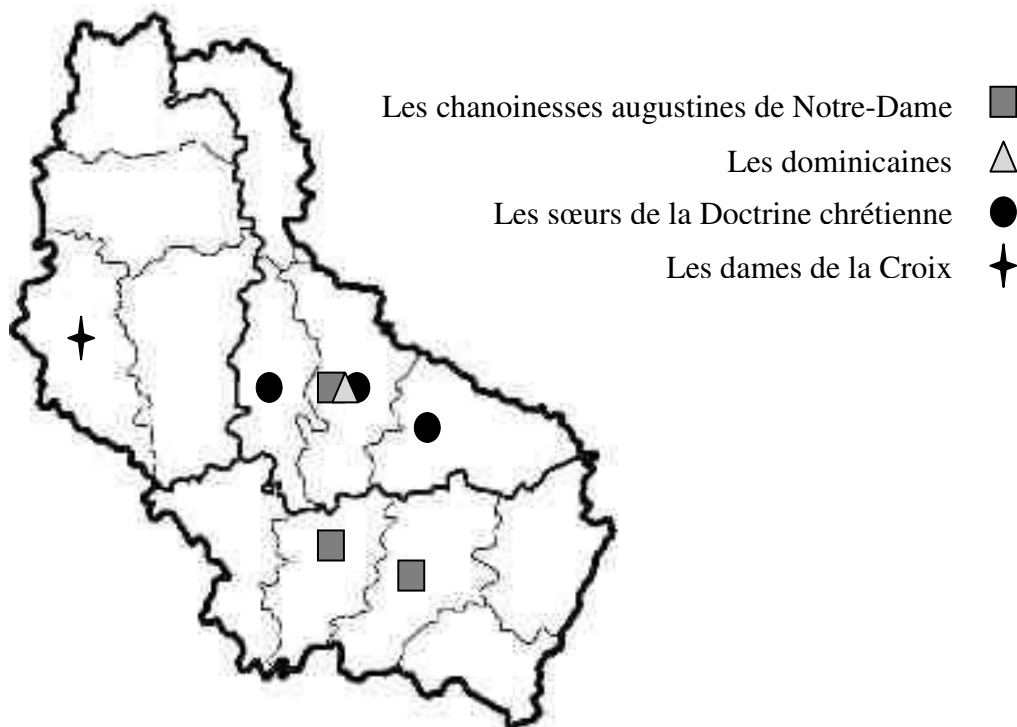 Les chanoinesses augustines de Notre-Dame
Les dominicaines
Les sœurs de la Doctrine chrétienne
Les dames de la Croix